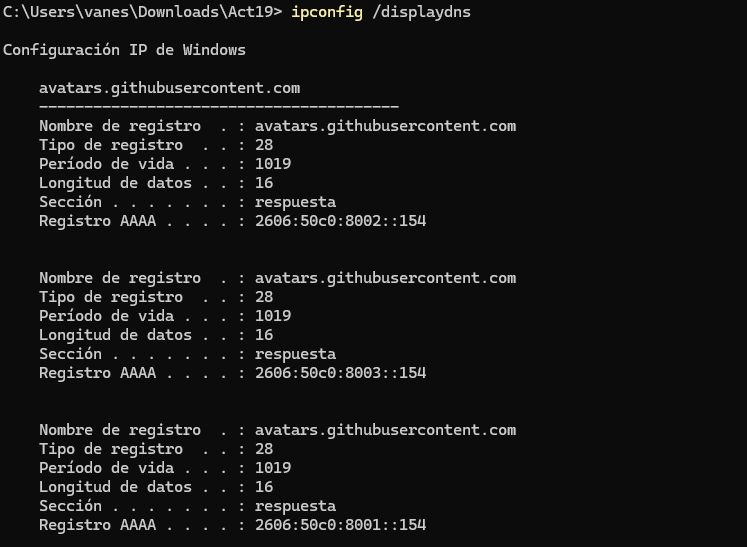 C:\Users\vanes\Downloads\Act19> ipconfig /displaydns
Configuración IP de Windows
avatars.githubusercontent.com
----------------------------------------
Nombre de registro  . : avatars.githubusercontent.com
Tipo de registro  . . : 28
Período de vida . . . : 1019
Longitud de datos . . : 16
Sección . . . . . . . : respuesta
Registro AAAA . . . . : 2606:50c0:8002::154
Nombre de registro  . : avatars.githubusercontent.com
Tipo de registro  . . : 28
Período de vida . . . : 1019
Longitud de datos . . : 16
Sección . . . . . . . : respuesta
Registro AAAA . . . . : 2606:50c0:8003::154
Nombre de registro  . : avatars.githubusercontent.com
Tipo de registro  . . : 28
Período de vida . . . : 1019
Longitud de datos . . : 16
Sección . . . . . . . : respuesta
Registro AAAA . . . . : 2606:50c0:8001::154